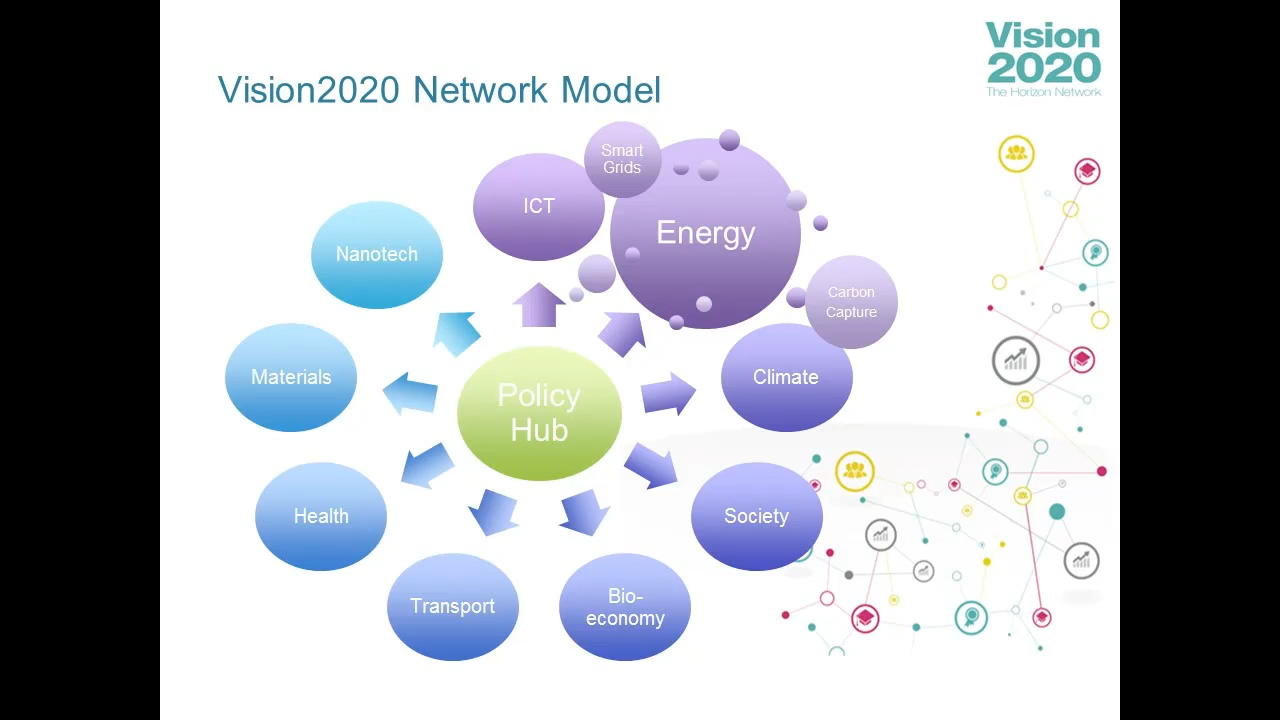 Vision
2020
The Horizon Network
Vision2020 Network Model
Smart
Grids
ICT
Energy
Nanotech
Carbon
Capture
Materials
Climate
Policy
Hub
Health
Society
Transport
Bio-
economy